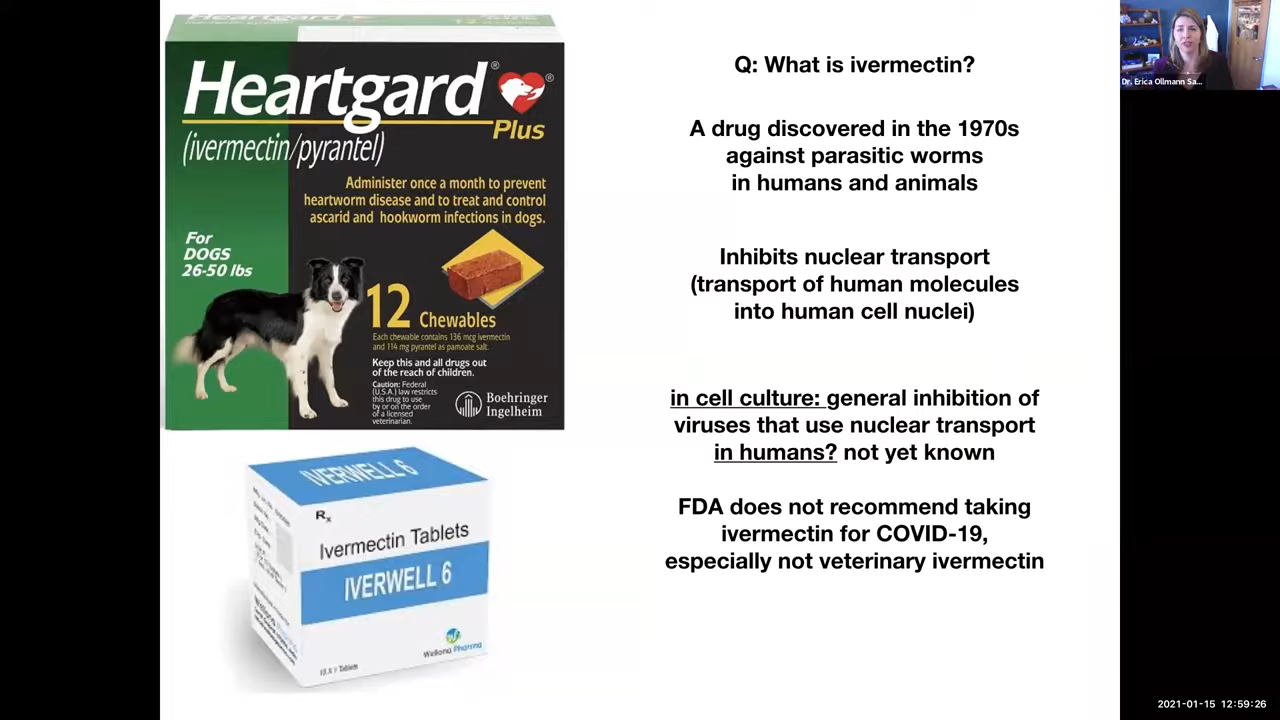 12 Chewables
Heartgard®
®
Plus
(ivermectin/pyrantel)
Administer once a month to prevent
heartworm disease and to treat and control
ascarid and hookworm infections in dogs.
For
DOGS
26-50 lbs
12 Chewables
Each chewable contains 136 mcg ivermectin
and 114 mg pyrantel as pamoate salt.
Keep this and all drugs out
of the reach of children.
Caution: Federal
(U.S.A.) law restricts
this drug to use
by or on the order
of a licensed
veterinarian.
Boehringer
Ingelheim
IVERWELL 6
Rx
Ivermectin Tablets
IVERWELL 6
Wellona Pharma
Tablets
Q: What is ivermectin?
A drug discovered in the 1970s
against parasitic worms
in humans and animals
Inhibits nuclear transport
(transport of human molecules
into human cell nuclei)
in cell culture: general inhibition of
viruses that use nuclear transport
in humans? not yet known
FDA does not recommend taking
ivermectin for COVID-19,
especially not veterinary ivermectin
Dr. Erica Ollmann Sa...
2021-01-15 12:59:26